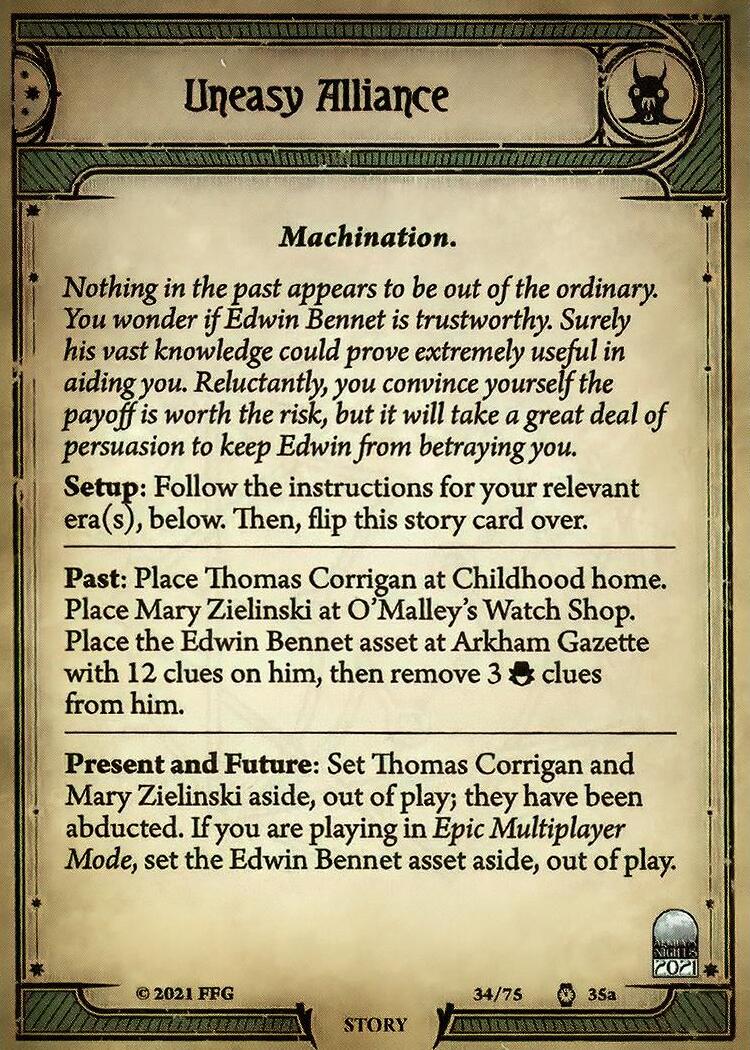 Uneasy Alliance
Machination.
Nothing in the past appears to be out of the ordinary.
You wonder if Edwin Bennet is trustworthy. Surely
his vast knowledge could prove extremely useful in
aiding you. Reluctantly, you convince yourself the
payoff is worth the risk, but it will take a great deal of
persuasion to keep Edwin from betraying you.
Setup: Follow the instructions for your relevant
era(s), below. Then, flip this story card over.
Past: Place Thomas Corrigan at Childhood home.
Place Mary Zielinski at O'Malley's Watch Shop.
Place the Edwin Bennet asset at Arkham Gazette
with 12 clues on him, then remove 3 clues
from him.
Present and Future: Set Thomas Corrigan and
Mary Zielinski aside, out of play; they have been
abducted. If you are playing in Epic Multiplayer
Mode, set the Edwin Bennet asset aside, out of play.
NIGHTS
2021
© 2021 FFG
34/75
35a
STORY